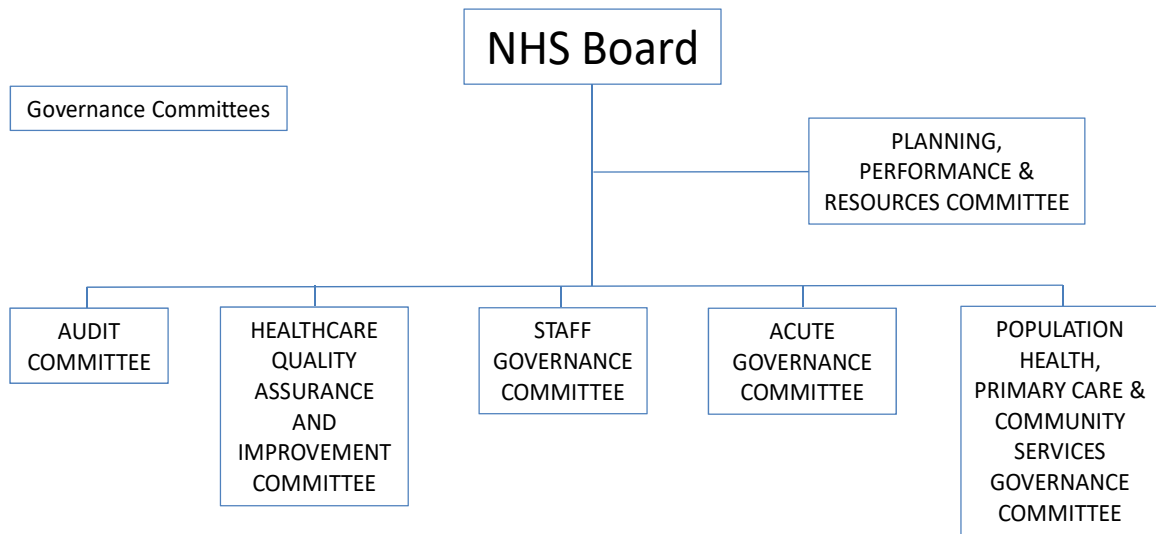 NHS Board
Governance Committees
PLANNING,
PERFORMANCE &
RESOURCES COMMITTEE
AUDIT
COMMITTEE
HEALTHCARE
QUALITY
ASSURANCE
AND
IMPROVEMENT
COMMITTEE
STAFF
GOVERNANCE
COMMITTEE
ACUTE
GOVERNANCE
COMMITTEE
POPULATION
HEALTH,
PRIMARY CARE &
COMMUNITY
SERVICES
GOVERNANCE
COMMITTEE